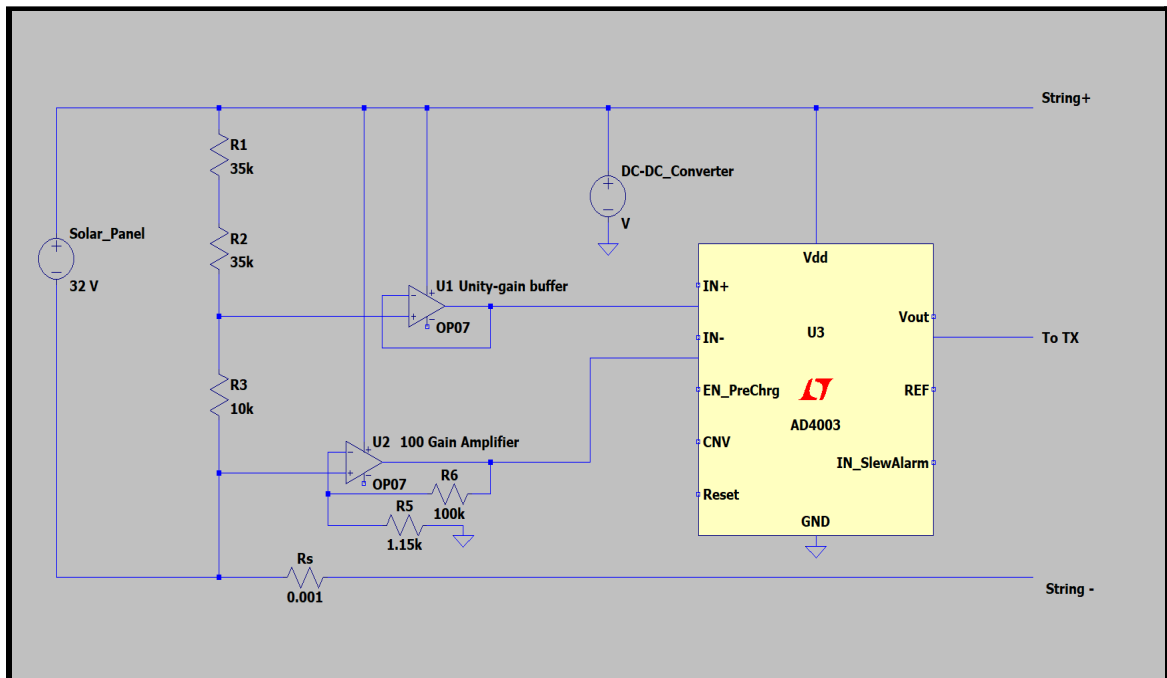 String+
R1
35k
DC-DC_Converter
V
Solar_Panel
32 V
R2
35k
U1 Unity-gain buffer
OP07
R3
10k
U2 100 Gain Amplifier
OP07
R6
100k
R5
1.15k
Rs
0.001
Vdd
IN+
IN-
EN_PreChrg
CNV
Reset
U3
AD4003
GND
Vout
REF
IN_SlewAlarm
To TX
String -